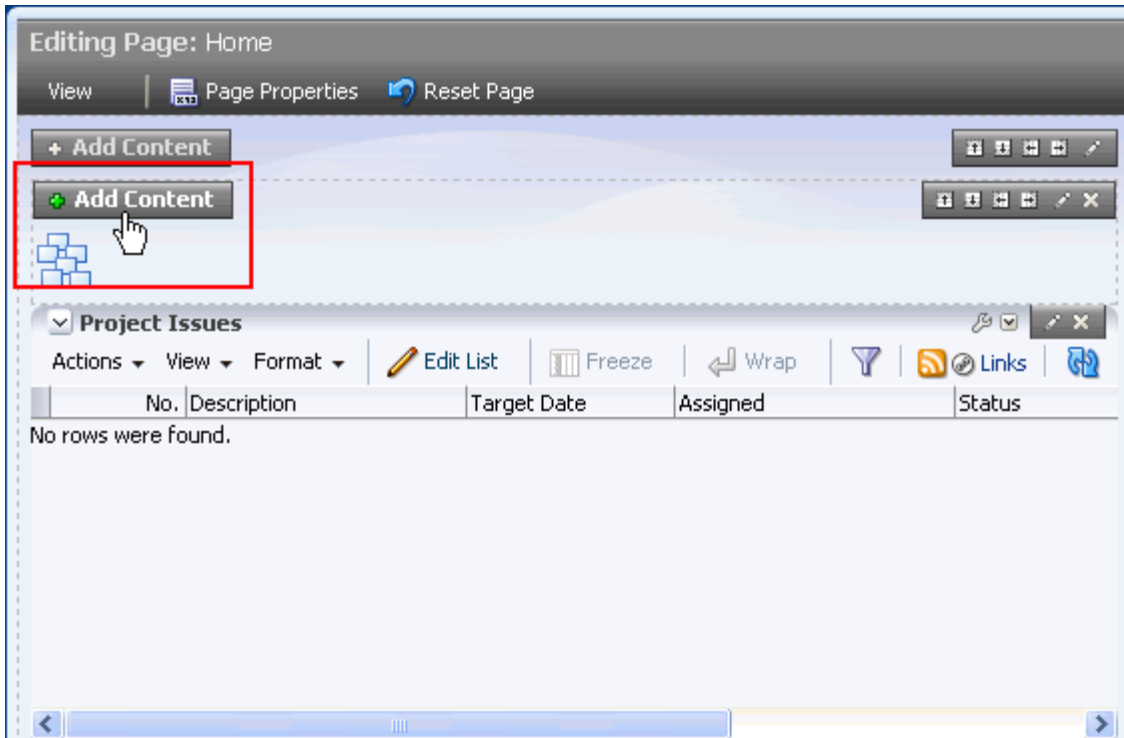 Editing Page: Home
View Page Properties Reset Page
Add Content
Add Content
Project Issues
Actions View Format Edit List Freeze Wrap Links
No. Description Target Date Assigned Status
No rows were found.